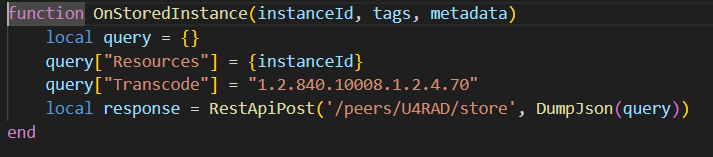 function OnStoredInstance(instanceId, tags, metadata)
    local query = {}
    query["Resources"] = {instanceId}
    query["Transcode"] = "1.2.840.10008.1.2.4.70"
    local response = RestApiPost('/peers/U4RAD/store', DumpJson(query))
end